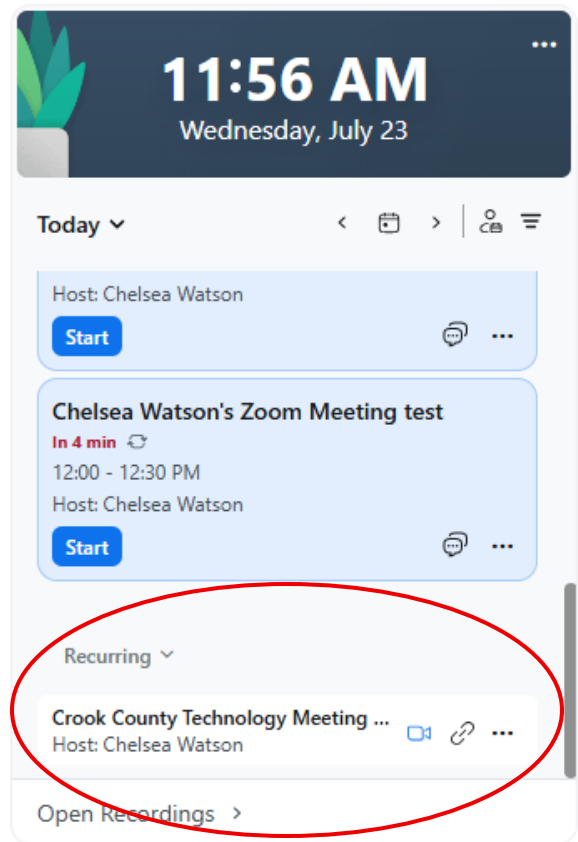 11:56 AM
Wednesday, July 23
Today
Host: Chelsea Watson
Start
Chelsea Watson's Zoom Meeting test
In 4 min
12:00 - 12:30 PM
Host: Chelsea Watson
Start
Recurring
Crook County Technology Meeting ...
Host: Chelsea Watson
Open Recordings